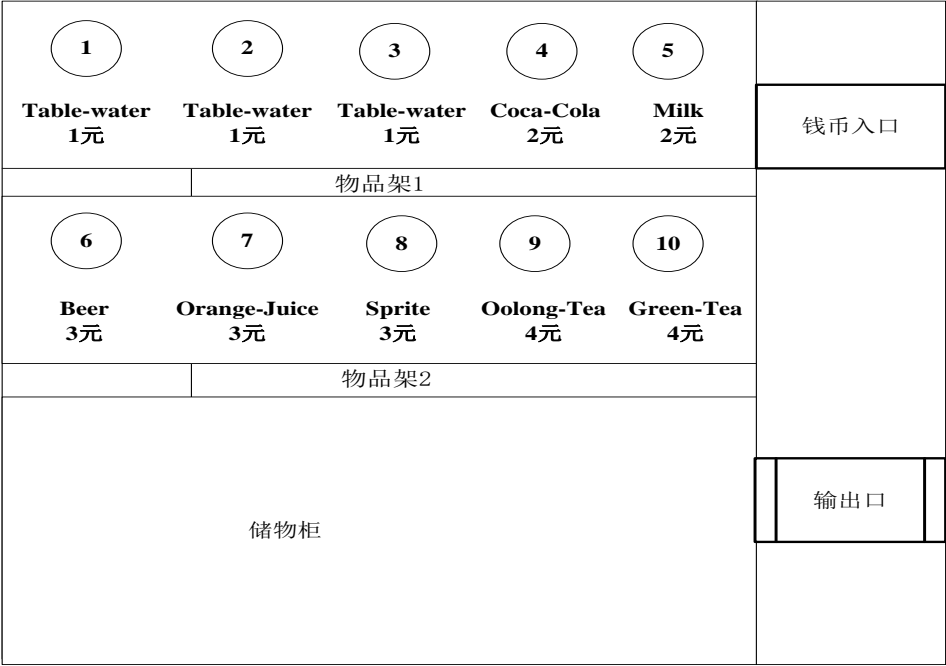 1 2 3 4 5
Table-water Table-water Table-water Coca-Cola Milk
1元 1元 1元 2元 2元
钱币入口
物品架1
6 7 8 9 10
Beer Orange-Juice Sprite Oolong-Tea Green-Tea
3元 3元 3元 4元 4元
物品架2
输出口
储物柜